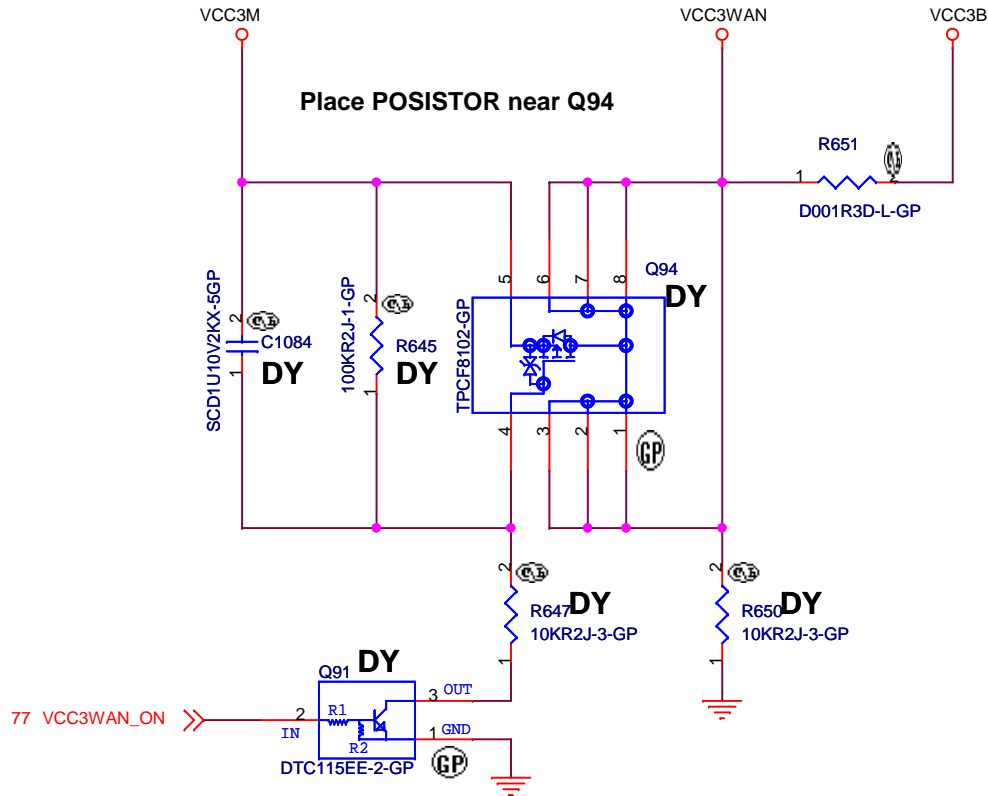 VCC3M
VCC3WAN
VCC3B
Place POSISTOR near Q94
R651
1
2
D001R3D-L-GP
5
6
7
8
Q94
DY
TPCF8102-GP
4
3
2
1
GP
SCD1U10V2KX-5GP
2
C1084
DY
1
100KR2J-1-GP
2
R645
DY
1
2
R647
DY
10KR2J-3-GP
1
2
R650
DY
10KR2J-3-GP
1
DY
Q91
77 VCC3WAN_ON
2
IN
R1
R2
3
OUT
1
GND
DTC115EE-2-GP
GP